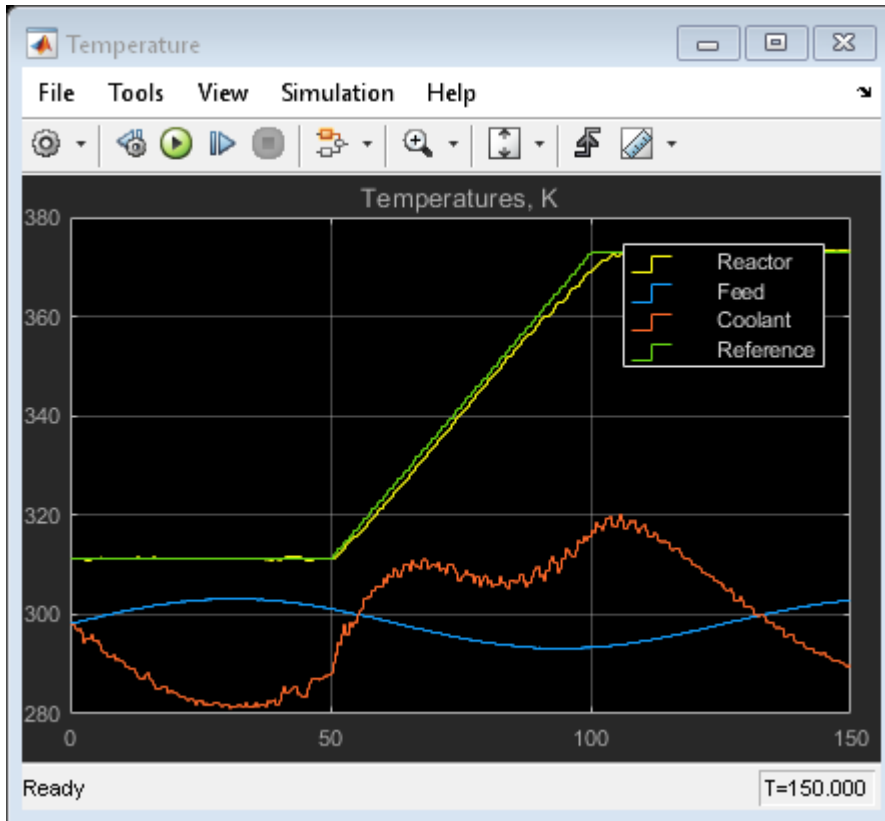 Temperature
File Tools View Simulation Help
Temperatures, K
380
360
340
320
300
280
0 50 100 150
Reactor
Feed
Coolant
Reference
Ready T=150.000